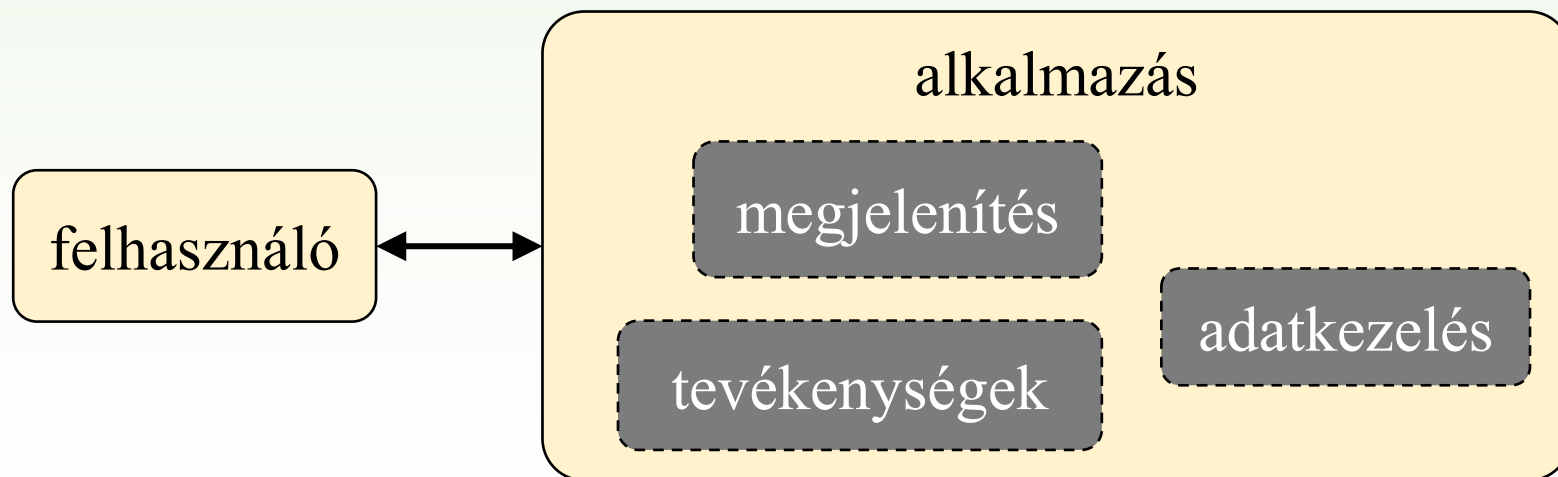 alkalmazás
megjelenítés
felhasználó
adatkezelés
tevékenységek